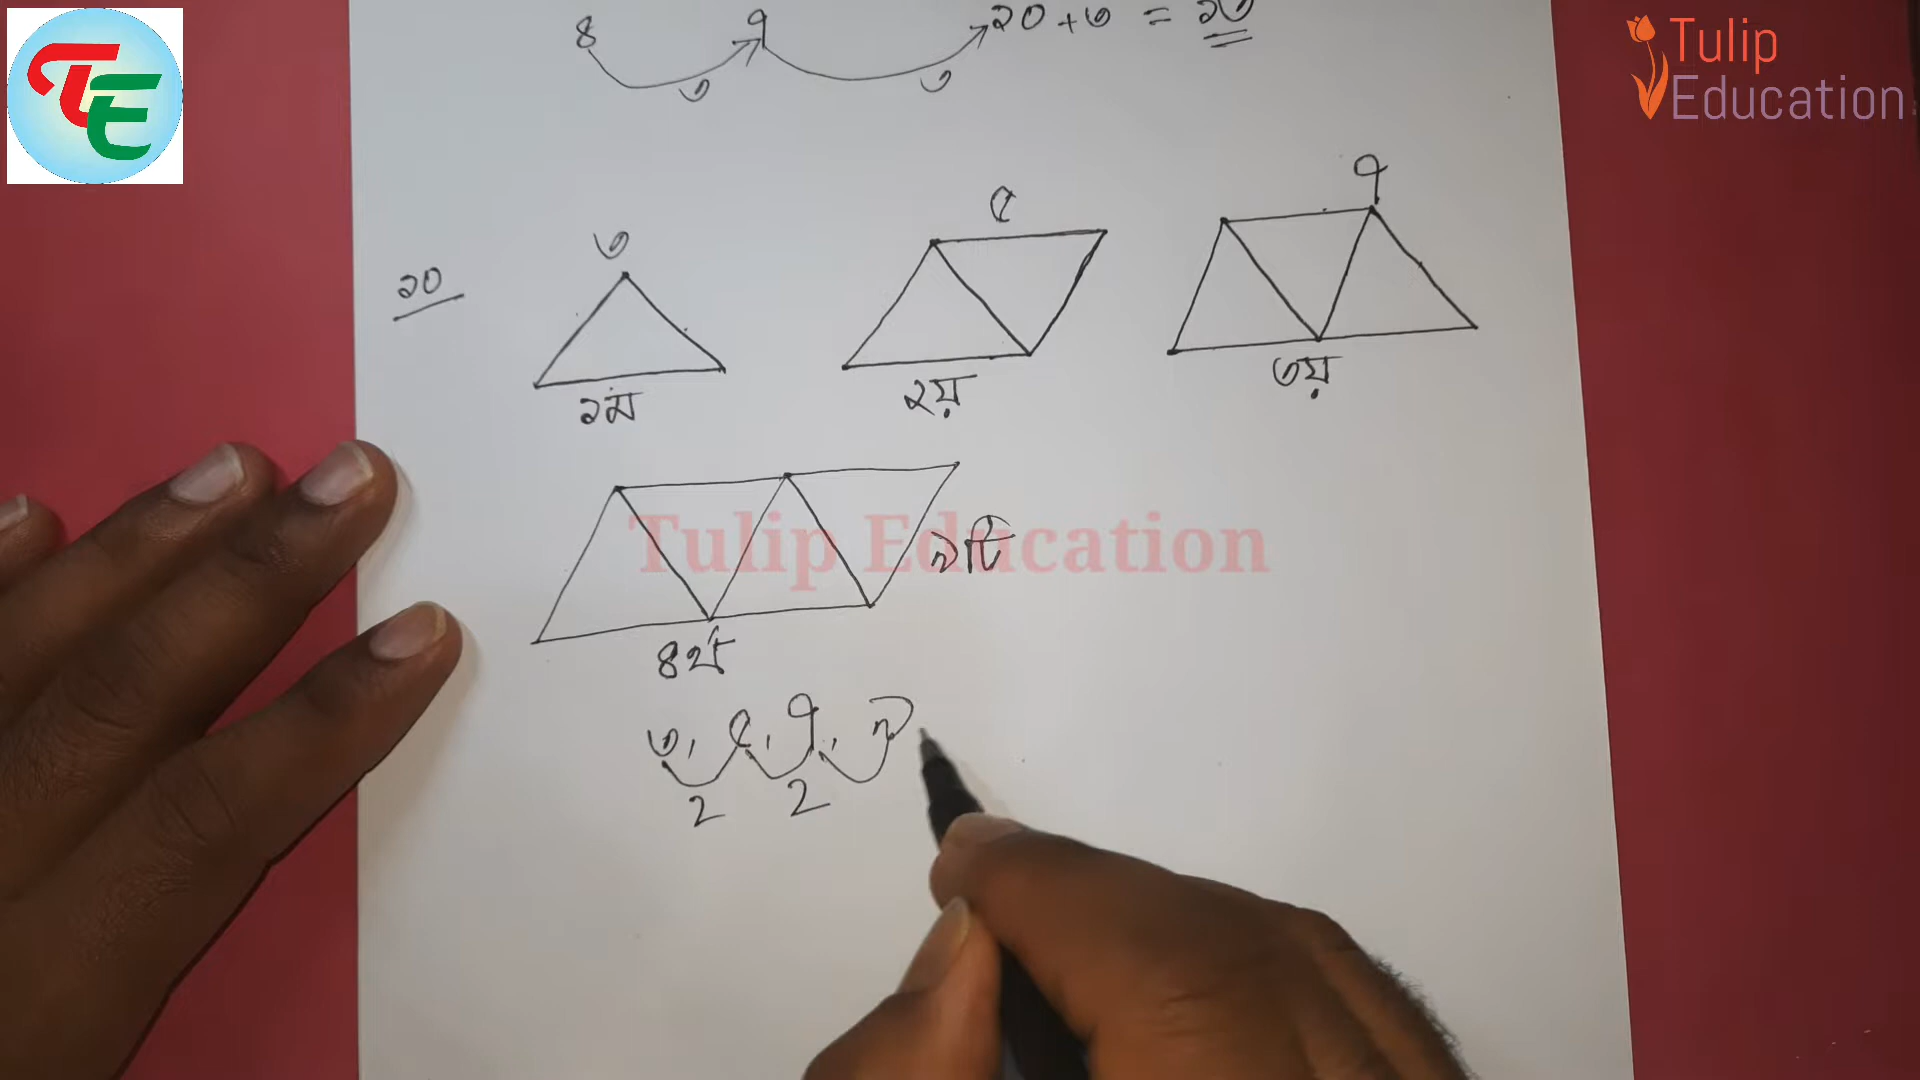 TE
Tulip
Education
৪ ৭ ১০ + ৩ = ১৩
৩ ৩
১০
৩ ৫ ৭
১ম ২য় ৩য়
Tulip Education
৯টি
৪র্থ
৩, ৫, ৭, ৯
2 2